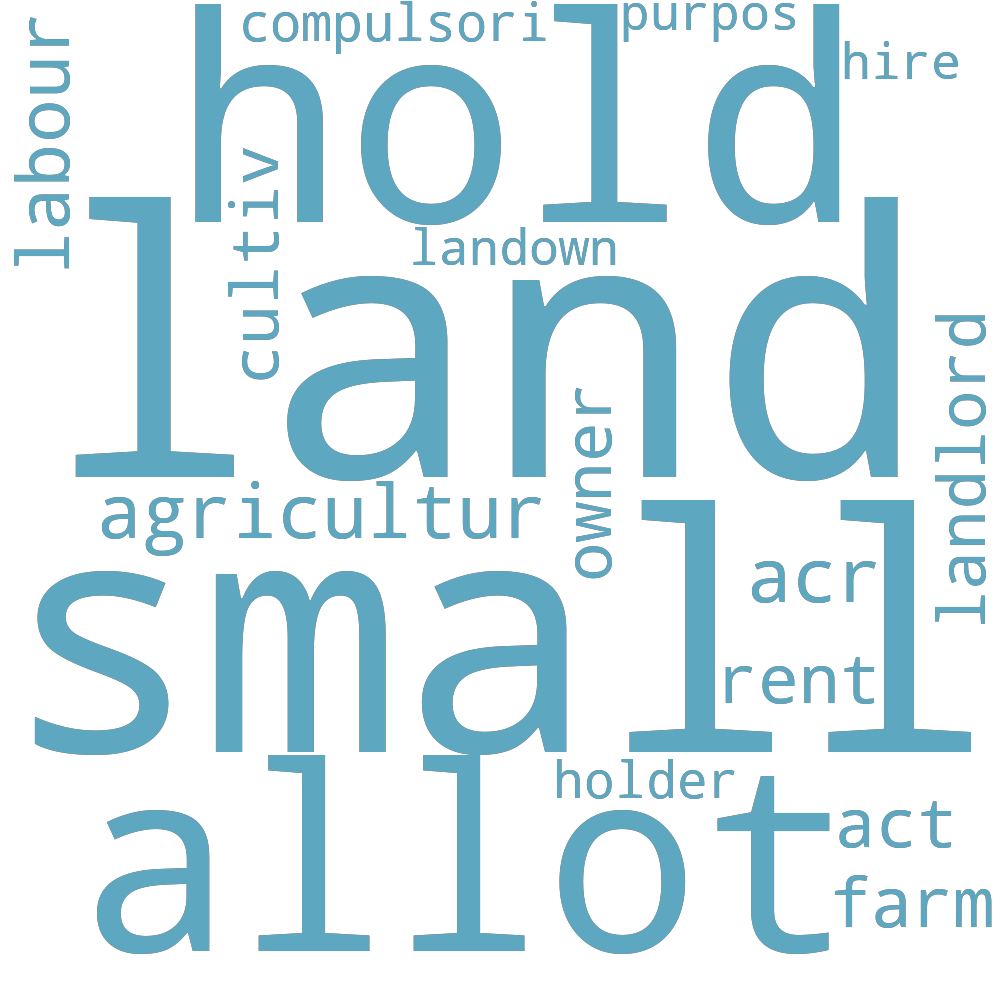 compulsori
purpos
hold
hire
labour
cultiv
landown
land
landlord
owner
agricultur
small
acr
rent
holder
allot
act
farm